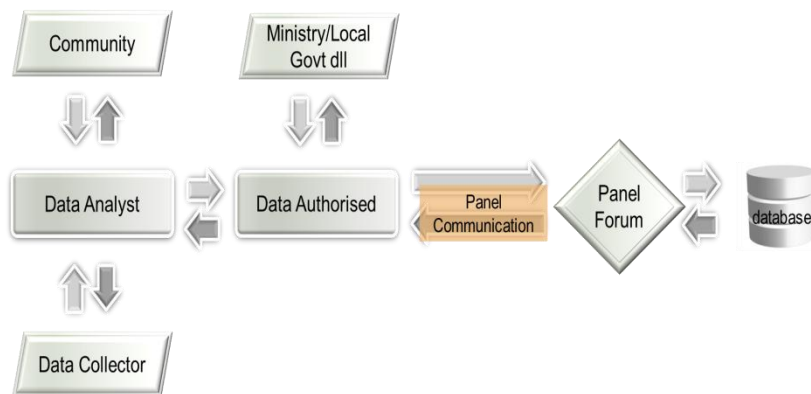 Community
Ministry/Local
Govt dll
Data Analyst
Data Authorised
Panel
Communication
Panel
Forum
database
Data Collector